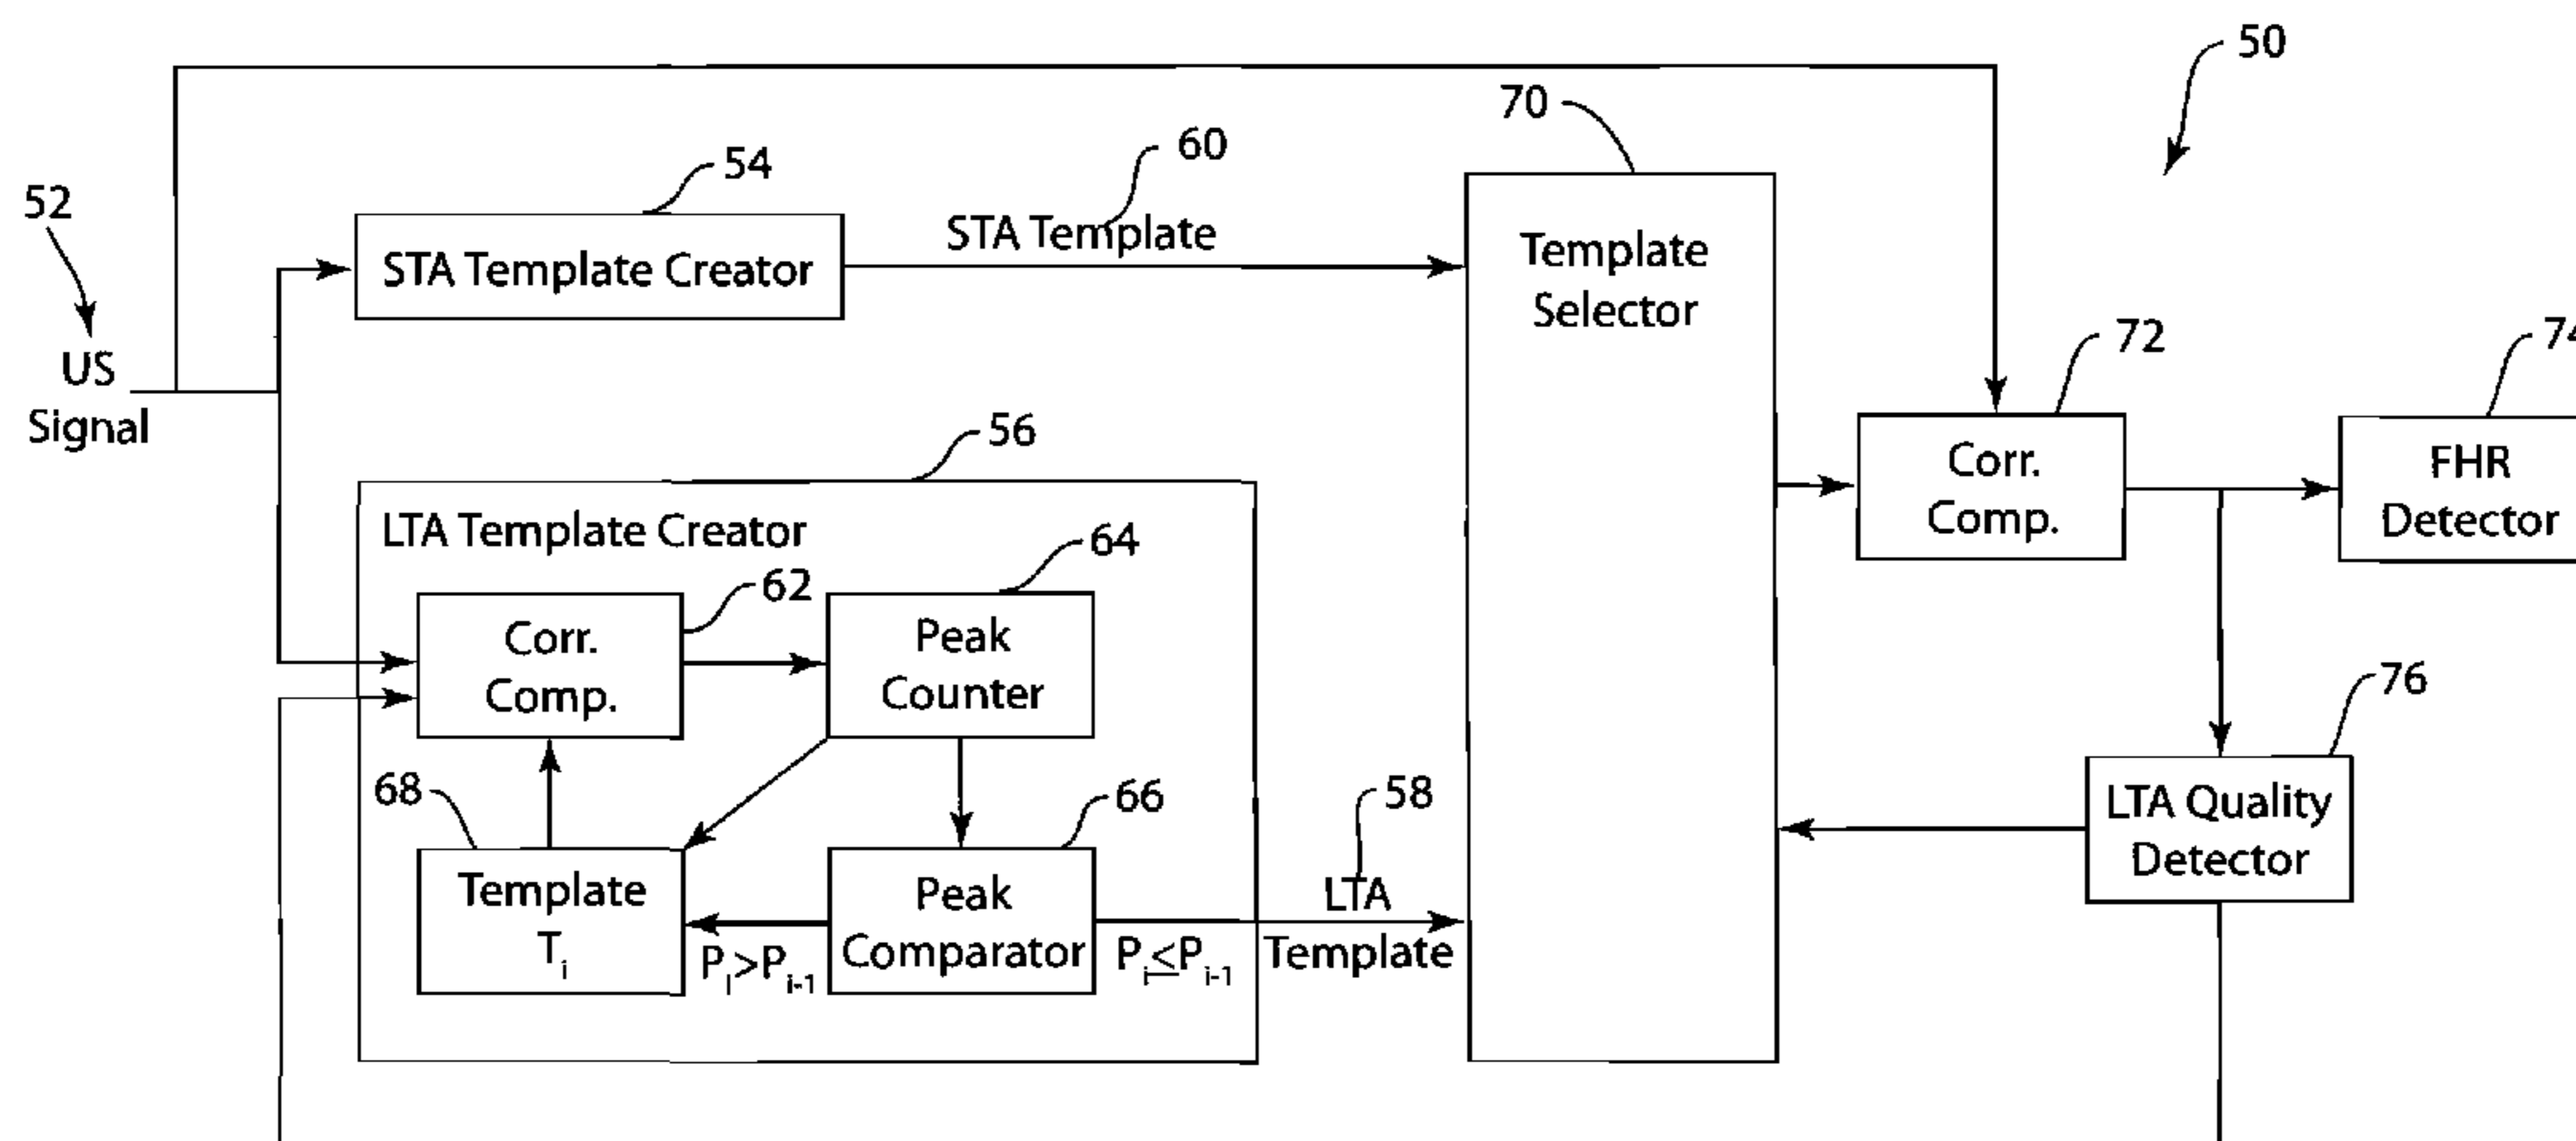 50
70
60
54
52
STA Template
STA Template Creator
Template
Selector
72
US
Signal
56
Corr.
Comp.
FHR
Detector
LTA Template Creator
64
62
Corr.
Comp.
Peak
Counter
76
68
66
58
LTA Quality
Detector
Template
Ti
Pi>Pi-1
Peak
Comparator
Pi≤Pi-1
LTA
Template